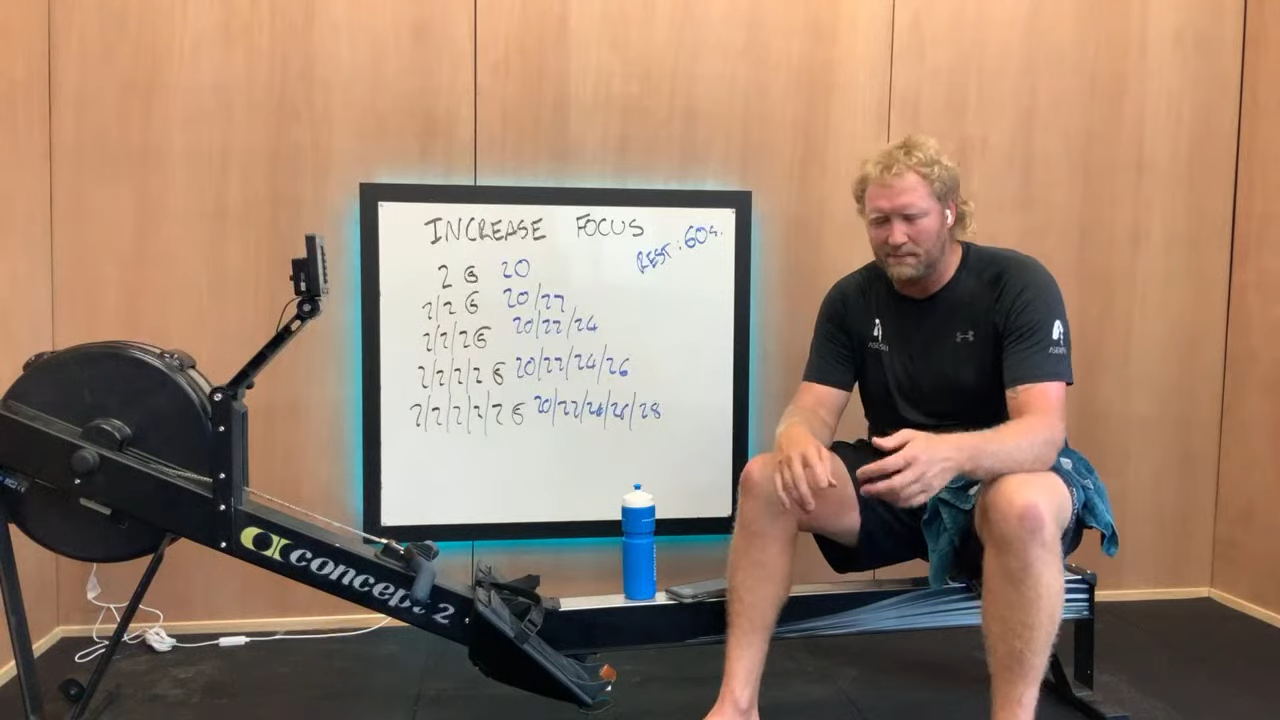 INCREASE FOCUS
REST: 60s.
2 @ 20
2/2 @ 20/22
2/2/2 @ 20/22/24
2/2/2/2 @ 20/22/24/26
2/2/2/2/2 @ 20/22/24/26/28
concept 2